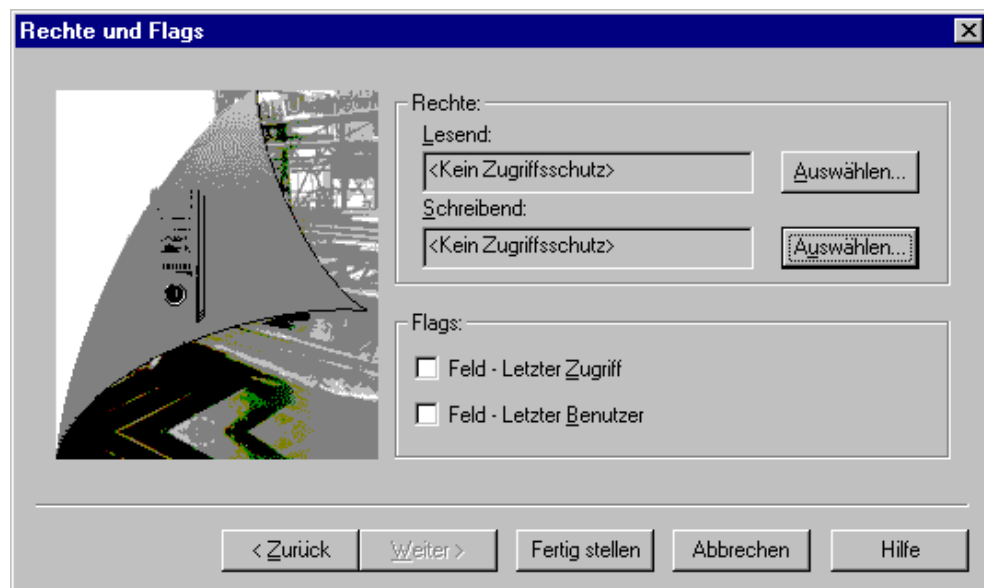 Rechte und Flags
Rechte:
Lesend:
<Kein Zugriffsschutz>
Auswählen...
Schreibend:
<Kein Zugriffsschutz>
Auswählen...
Flags:
Feld - Letzter Zugriff
Feld - Letzter Benutzer
< Zurück
Weiter >
Fertig stellen
Abbrechen
Hilfe